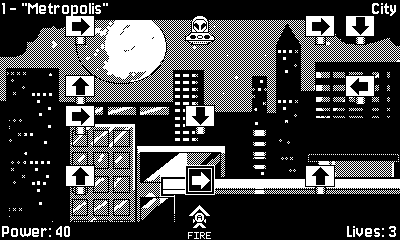 1- "Metropolis"
City
Power: 40
FIRE
Lives: 3